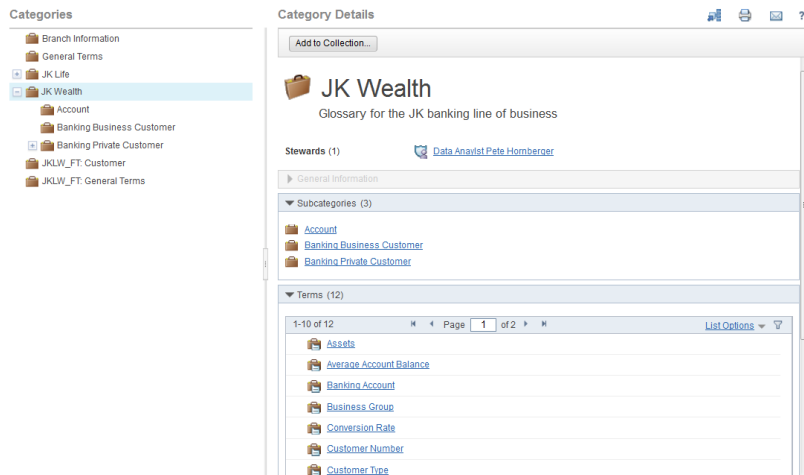 Categories
Branch Information
General Terms
JK Life
JK Wealth
Account
Banking Business Customer
Banking Private Customer
JKLW_FT: Customer
JKLW_FT: General Terms
Category Details
?
Add to Collection...
JK Wealth
Glossary for the JK banking line of business
Stewards (1) Data Anaylst Pete Hornberger
General Information
Subcategories (3)
Account
Banking Business Customer
Banking Private Customer
Terms (12)
1-10 of 12 Page 1 of 2 List Options
Assets
Average Account Balance
Banking Account
Business Group
Conversion Rate
Customer Number
Customer Type